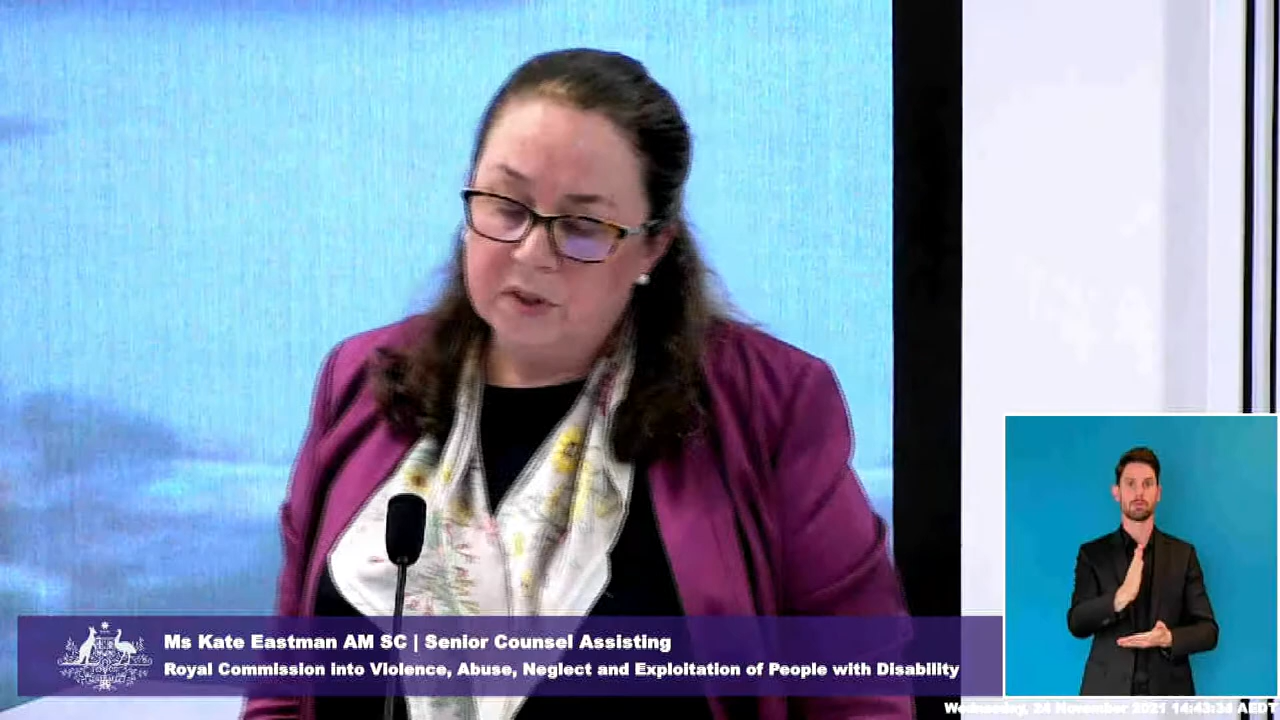 Ms Kate Eastman AM SC | Senior Counsel Assisting
Royal Commission into Violence, Abuse, Neglect and Exploitation of People with Disability
Wednesday, 24 November 2021 14:43:34 AEDT